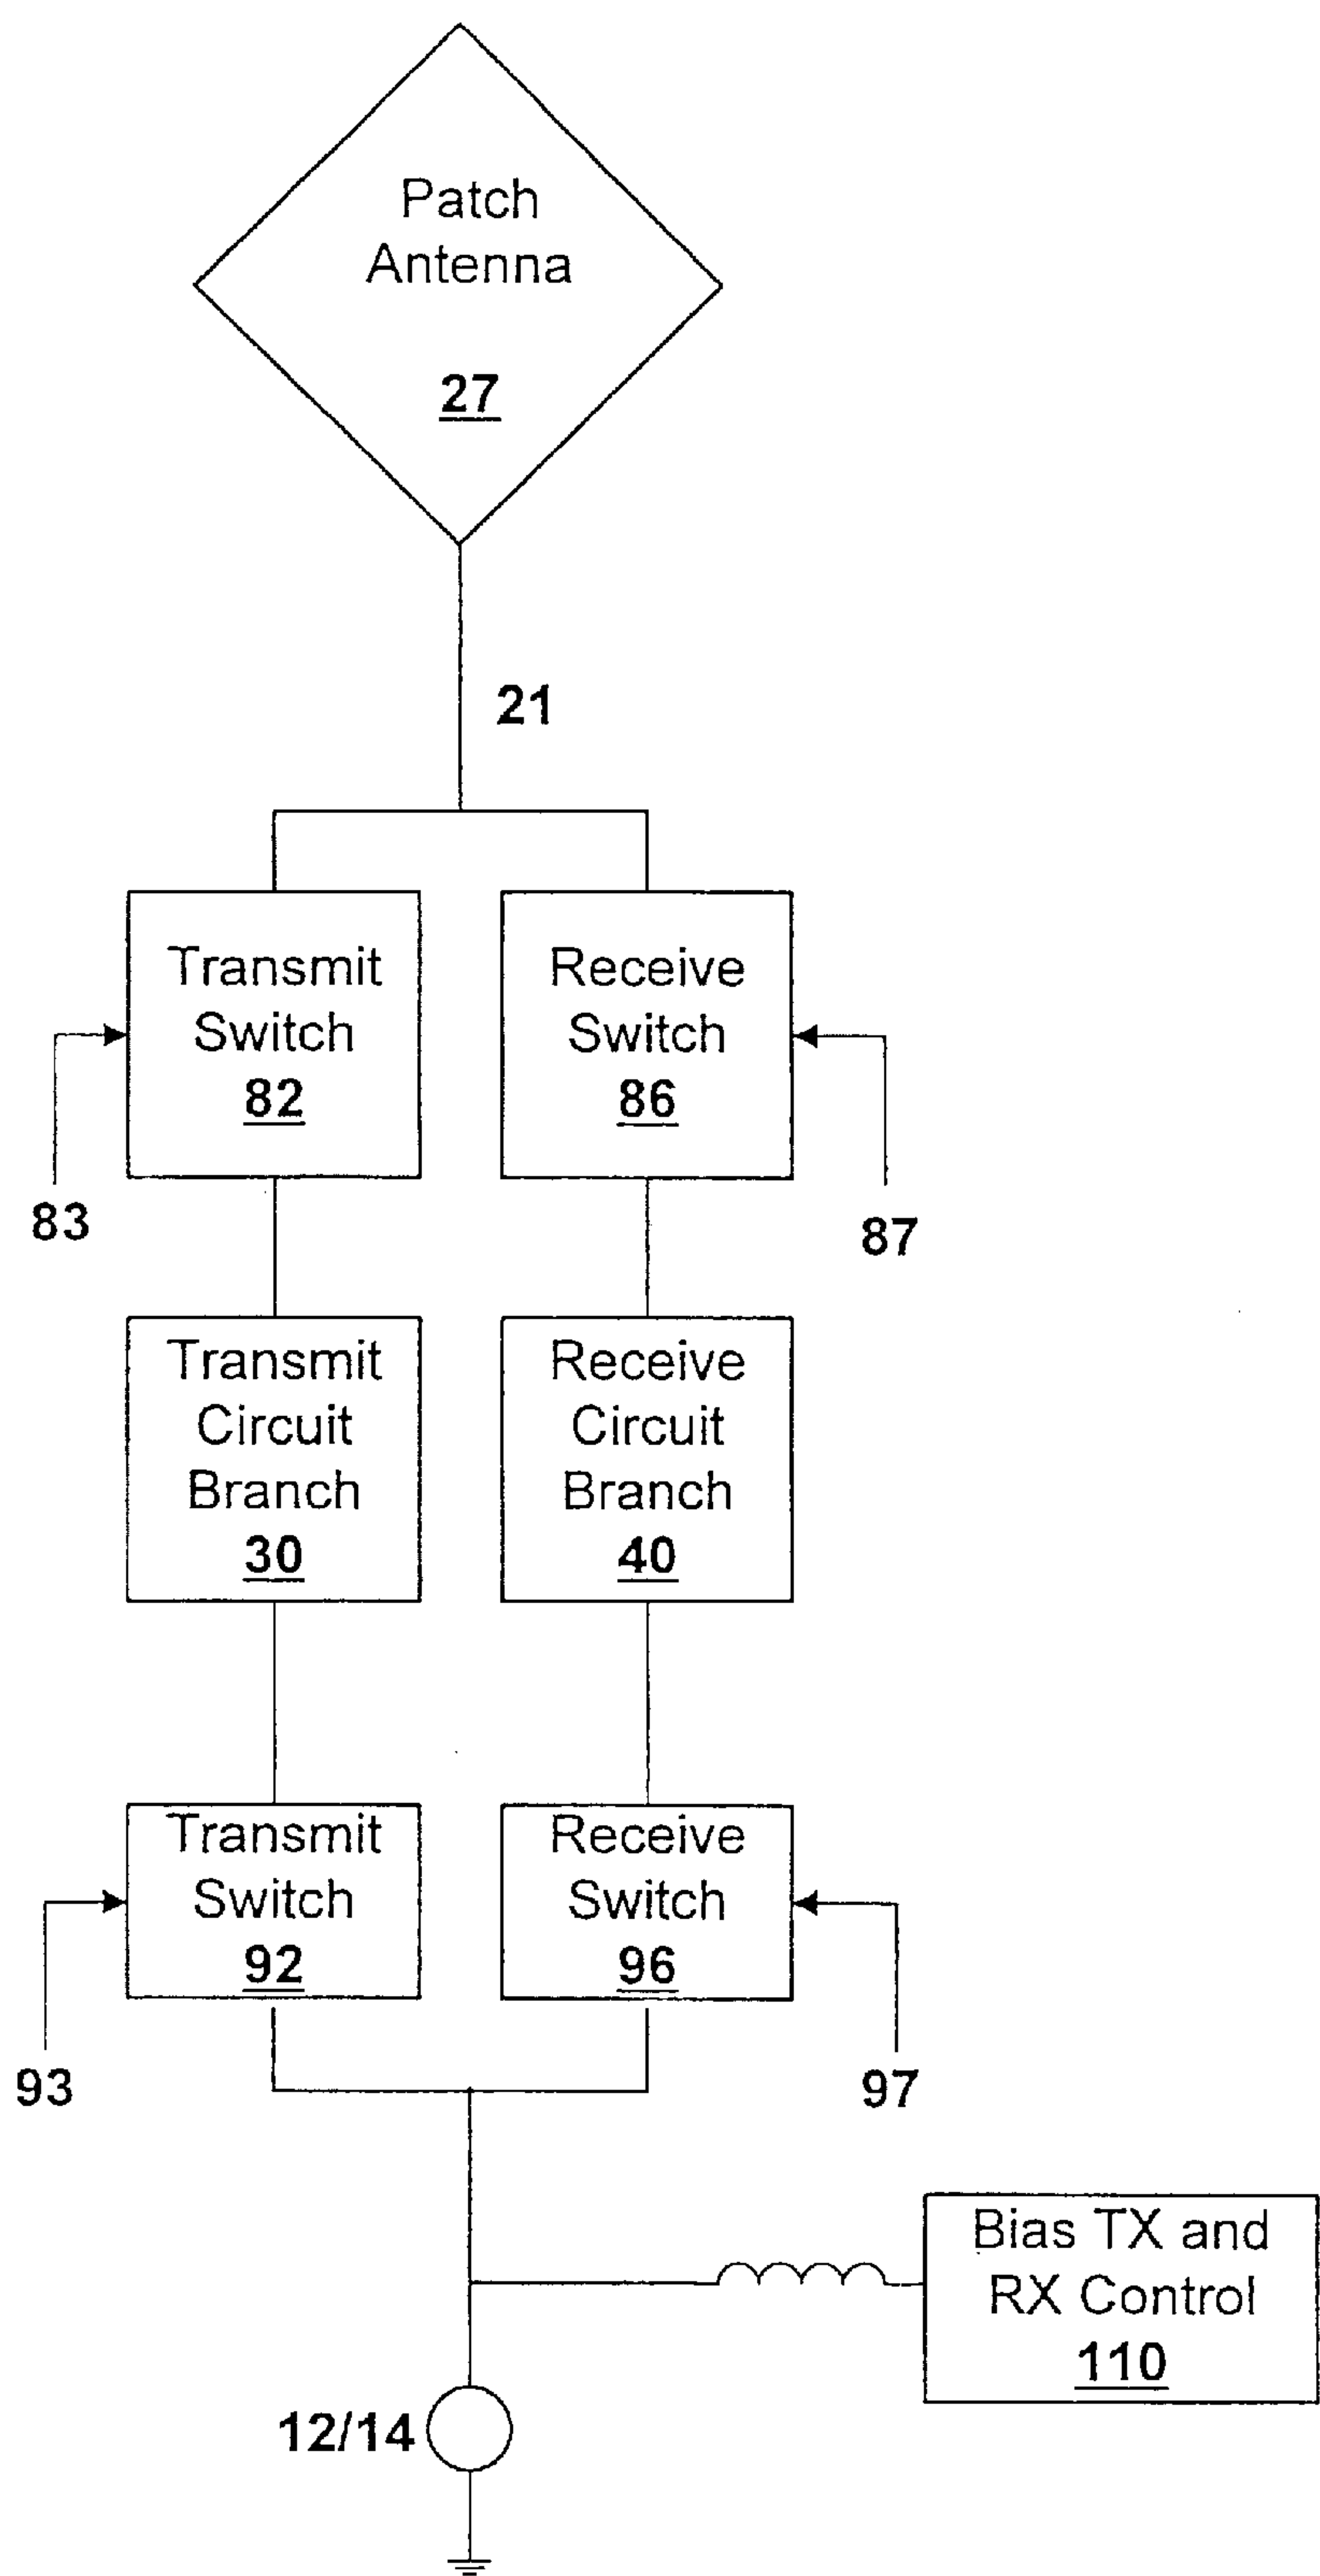 Patch
Antenna
27
21
Transmit
Switch
82
Receive
Switch
86
83
87
Transmit
Circuit
Branch
30
Receive
Circuit
Branch
40
Transmit
Switch
92
Receive
Switch
96
93
97
Bias TX and
RX Control
110
12/14